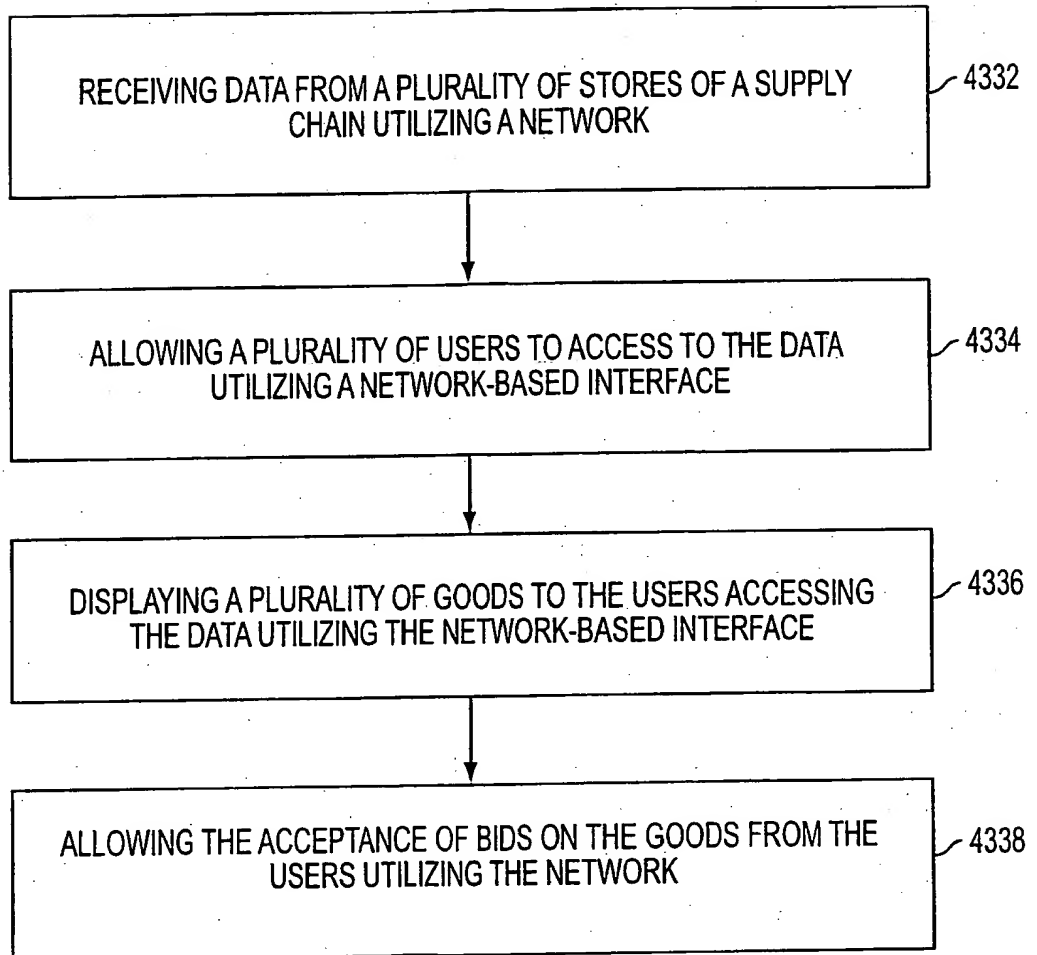 RECEIVING DATA FROM A PLURALITY OF STORES OF A SUPPLY
CHAIN UTILIZING A NETWORK
4332
ALLOWING A PLURALITY OF USERS TO ACCESS TO THE DATA
UTILIZING A NETWORK-BASED INTERFACE
4334
DISPLAYING A PLURALITY OF GOODS TO THE USERS ACCESSING
THE DATA UTILIZING THE NETWORK-BASED INTERFACE
4336
ALLOWING THE ACCEPTANCE OF BIDS ON THE GOODS FROM THE
USERS UTILIZING THE NETWORK
4338